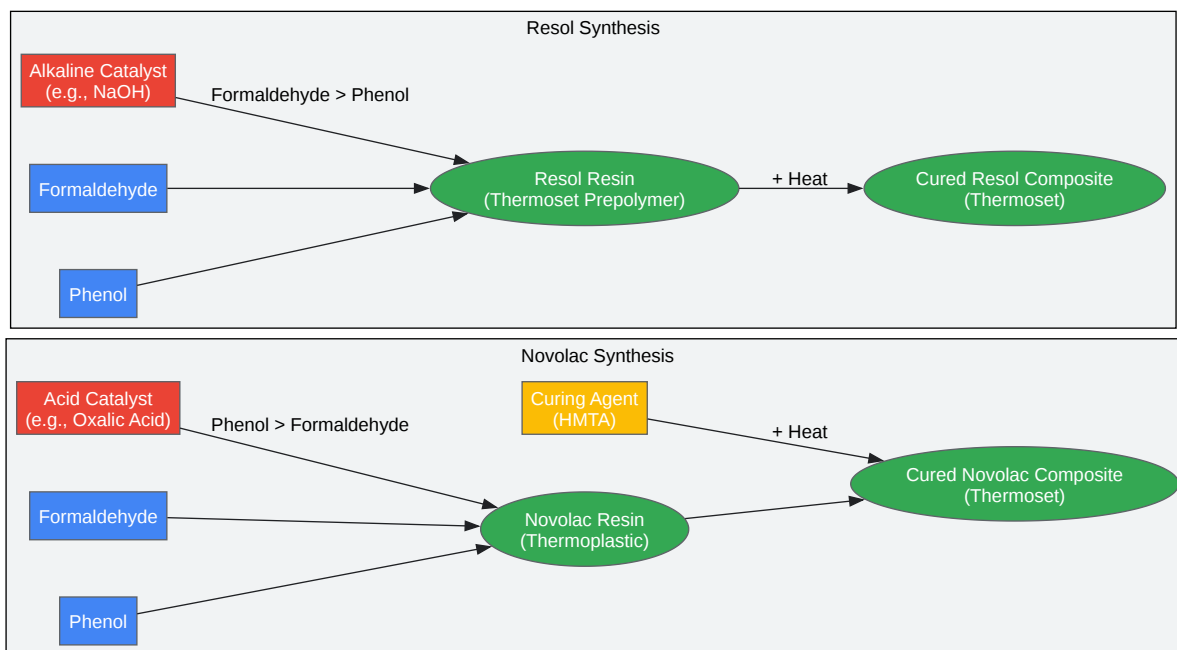 Resol Synthesis
Alkaline Catalyst
(e.g., NaOH)
Formaldehyde > Phenol
Formaldehyde
Resol Resin
(Thermoset Prepolymer)
+ Heat
Cured Resol Composite
(Thermoset)
Phenol
Novolac Synthesis
Acid Catalyst
(e.g., Oxalic Acid)
Phenol > Formaldehyde
Curing Agent
(HMTA)
+ Heat
Cured Novolac Composite
(Thermoset)
Formaldehyde
Novolac Resin
(Thermoplastic)
Phenol